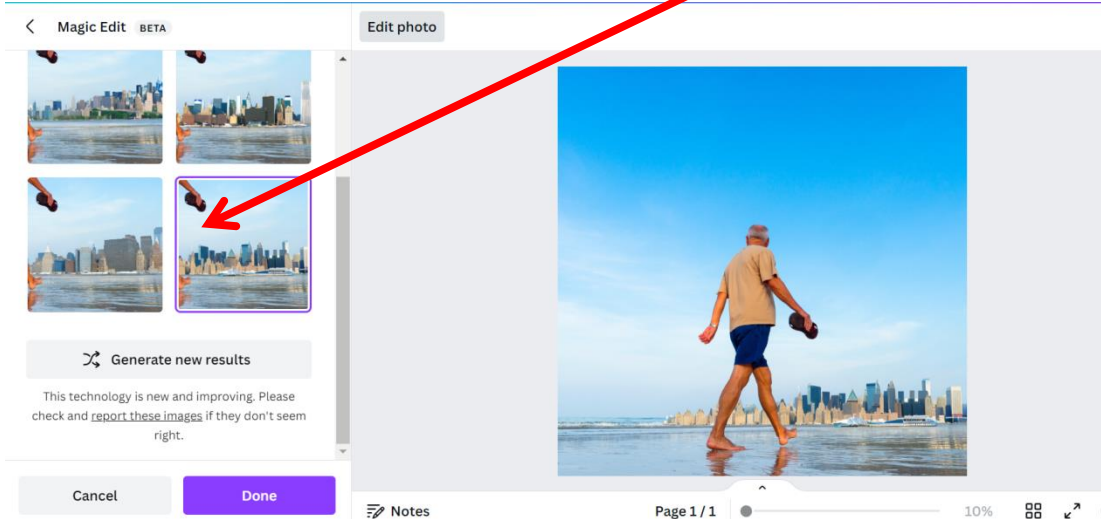 Magic Edit BETA
Edit photo
Generate new results
This technology is new and improving. Please
check and report these images if they don't seem
right.
Cancel
Done
Notes
Page 1 / 1
10%